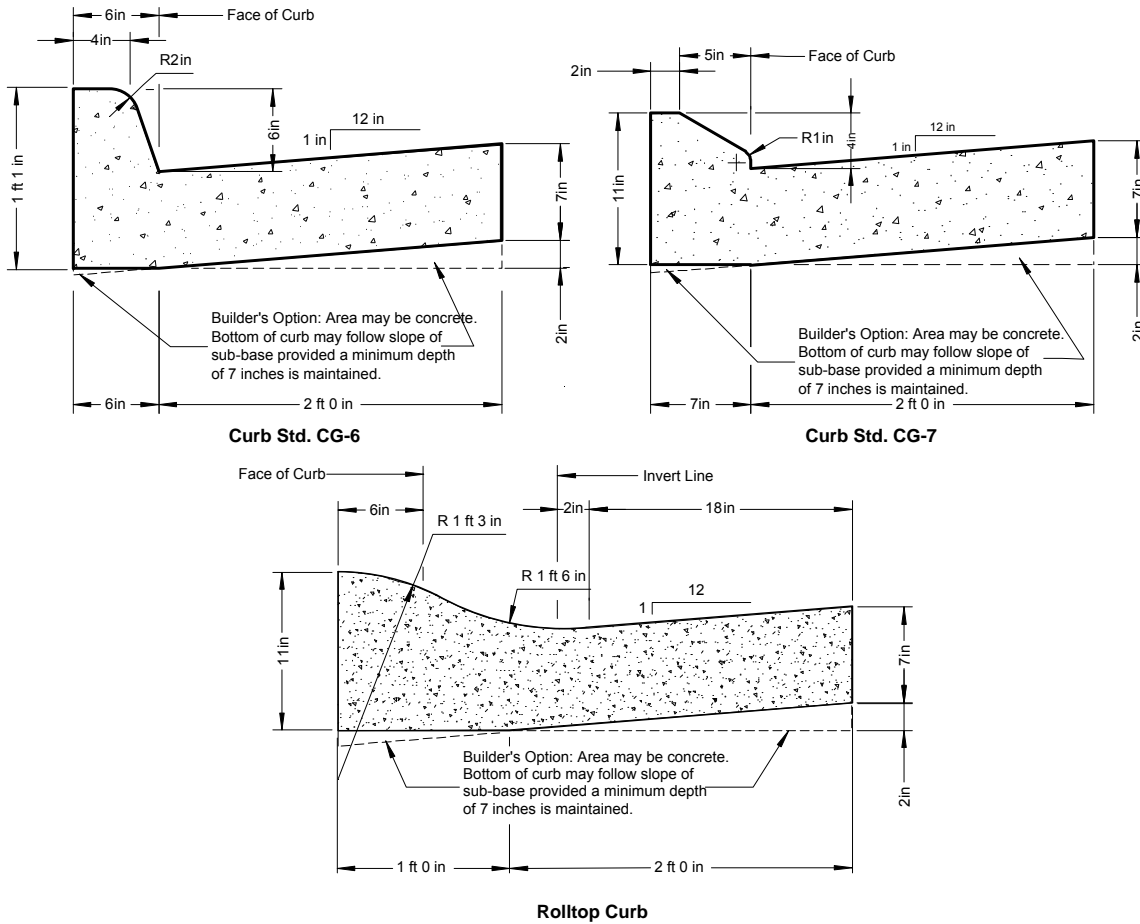 6in
Face of Curb
4in
R2in
1 ft 1 in
6in
12 in
1 in
7in
2in
Builder's Option: Area may be concrete.
Bottom of curb may follow slope of
sub-base provided a minimum depth
of 7 inches is maintained.
6in
2 ft 0 in
Curb Std. CG-6
5in
Face of Curb
2in
R1in
11in
4in
12 in
1 in
7in
2in
Builder's Option: Area may be concrete.
Bottom of curb may follow slope of
sub-base provided a minimum depth
of 7 inches is maintained.
7in
2 ft 0 in
Curb Std. CG-7
Face of Curb
Invert Line
6in
2in
18in
R 1 ft 3 in
R 1 ft 6 in
12
1
11in
7in
2in
Builder's Option: Area may be concrete.
Bottom of curb may follow slope of
sub-base provided a minimum depth
of 7 inches is maintained.
1 ft 0 in
2 ft 0 in
Rolltop Curb